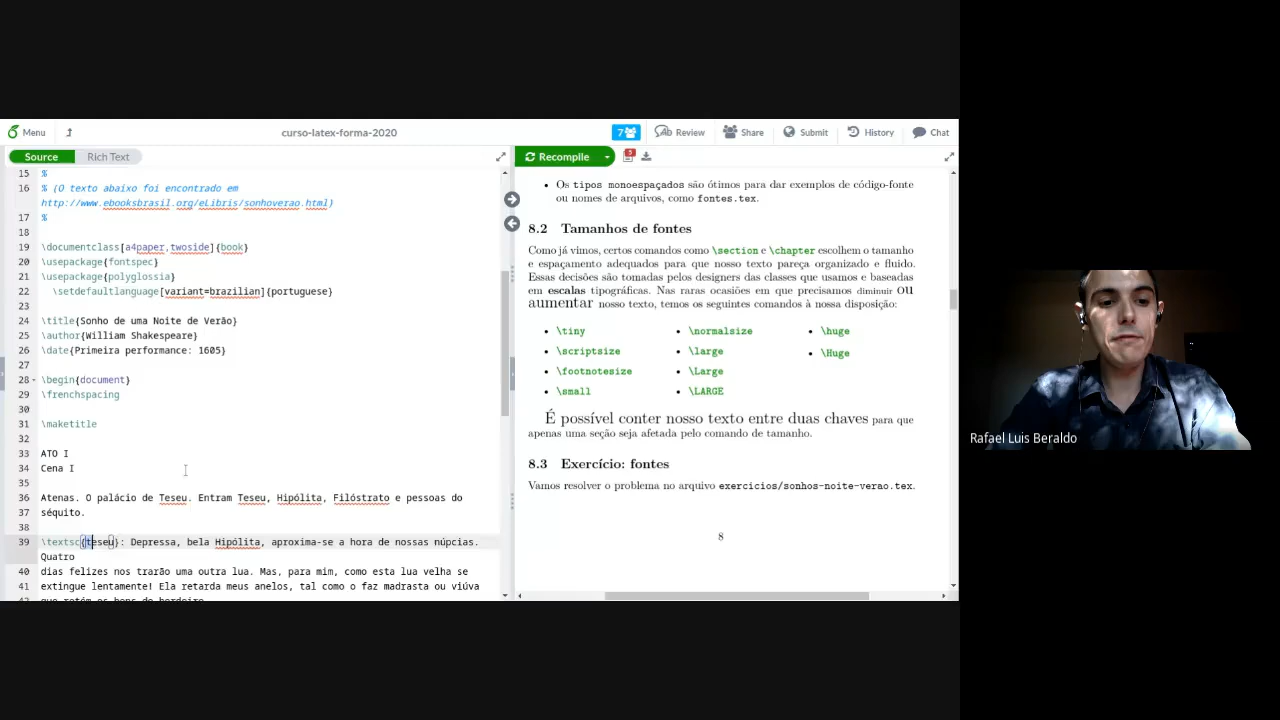 Menu
curso-latex-forma-2020
7
Review
Share
Submit
History
Chat
Source
Rich Text
Recompile
15 %
16 % (O texto abaixo foi encontrado em
http://www.ebooksbrasil.org/eLibris/sonhoverao.html)
17 %
18
19 \documentclass[a4paper,twoside]{book}
20 \usepackage{fontspec}
21 \usepackage{polyglossia}
22 \setdefaultlanguage[variant=brazilian]{portuguese}
23
24 \title{Sonho de uma Noite de Verão}
25 \author{William Shakespeare}
26 \date{Primeira performance: 1605}
27
28 \begin{document}
29 \frenchspacing
30
31 \maketitle
32
33 ATO I
34 Cena I
35
36 Atenas. O palácio de Teseu. Entram Teseu, Hipólita, Filóstrato e pessoas do
37 séquito.
38
39 \textsc{teseu}: Depressa, bela Hipólita, aproxima-se a hora de nossas núpcias.
Quatro
40 dias felizes nos trarão uma outra lua. Mas, para mim, como esta lua velha se
41 extingue lentamente! Ela retarda meus anelos, tal como o faz madrasta ou viúva
42 que retém os bens do herdeiro.
• Os tipos monoespaçados são ótimos para dar exemplos de código-fonte
ou nomes de arquivos, como fontes.tex.
8.2 Tamanhos de fontes
Como já vimos, certos comandos como \section e \chapter escolhem o tamanho
e espaçamento adequados para que nosso texto pareça organizado e fluido.
Essas decisões são tomadas pelos designers das classes que usamos e baseadas
em escalas tipográficas. Nas raras ocasiões em que precisamos diminuir ou
aumentar nosso texto, temos os seguintes comandos à nossa disposição:
• \tiny
• \scriptsize
• \footnotesize
• \small
• \normalsize
• \large
• \Large
• \LARGE
• \huge
• \Huge
É possível conter nosso texto entre duas chaves para que
apenas uma seção seja afetada pelo comando de tamanho.
8.3 Exercício: fontes
Vamos resolver o problema no arquivo exercicios/sonhos-noite-verao.tex.
8
Rafael Luis Beraldo